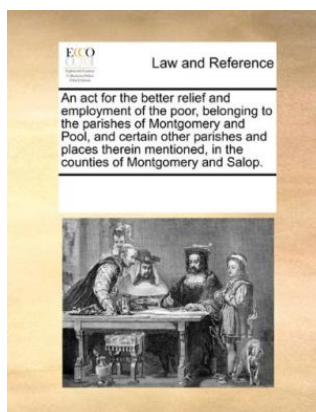 ECCO
Law and Reference
An act for the better relief and
employment of the poor, belonging to
the parishes of Montgomery and
Pool, and certain other parishes and
places therein mentioned, in the
counties of Montgomery and Salop.